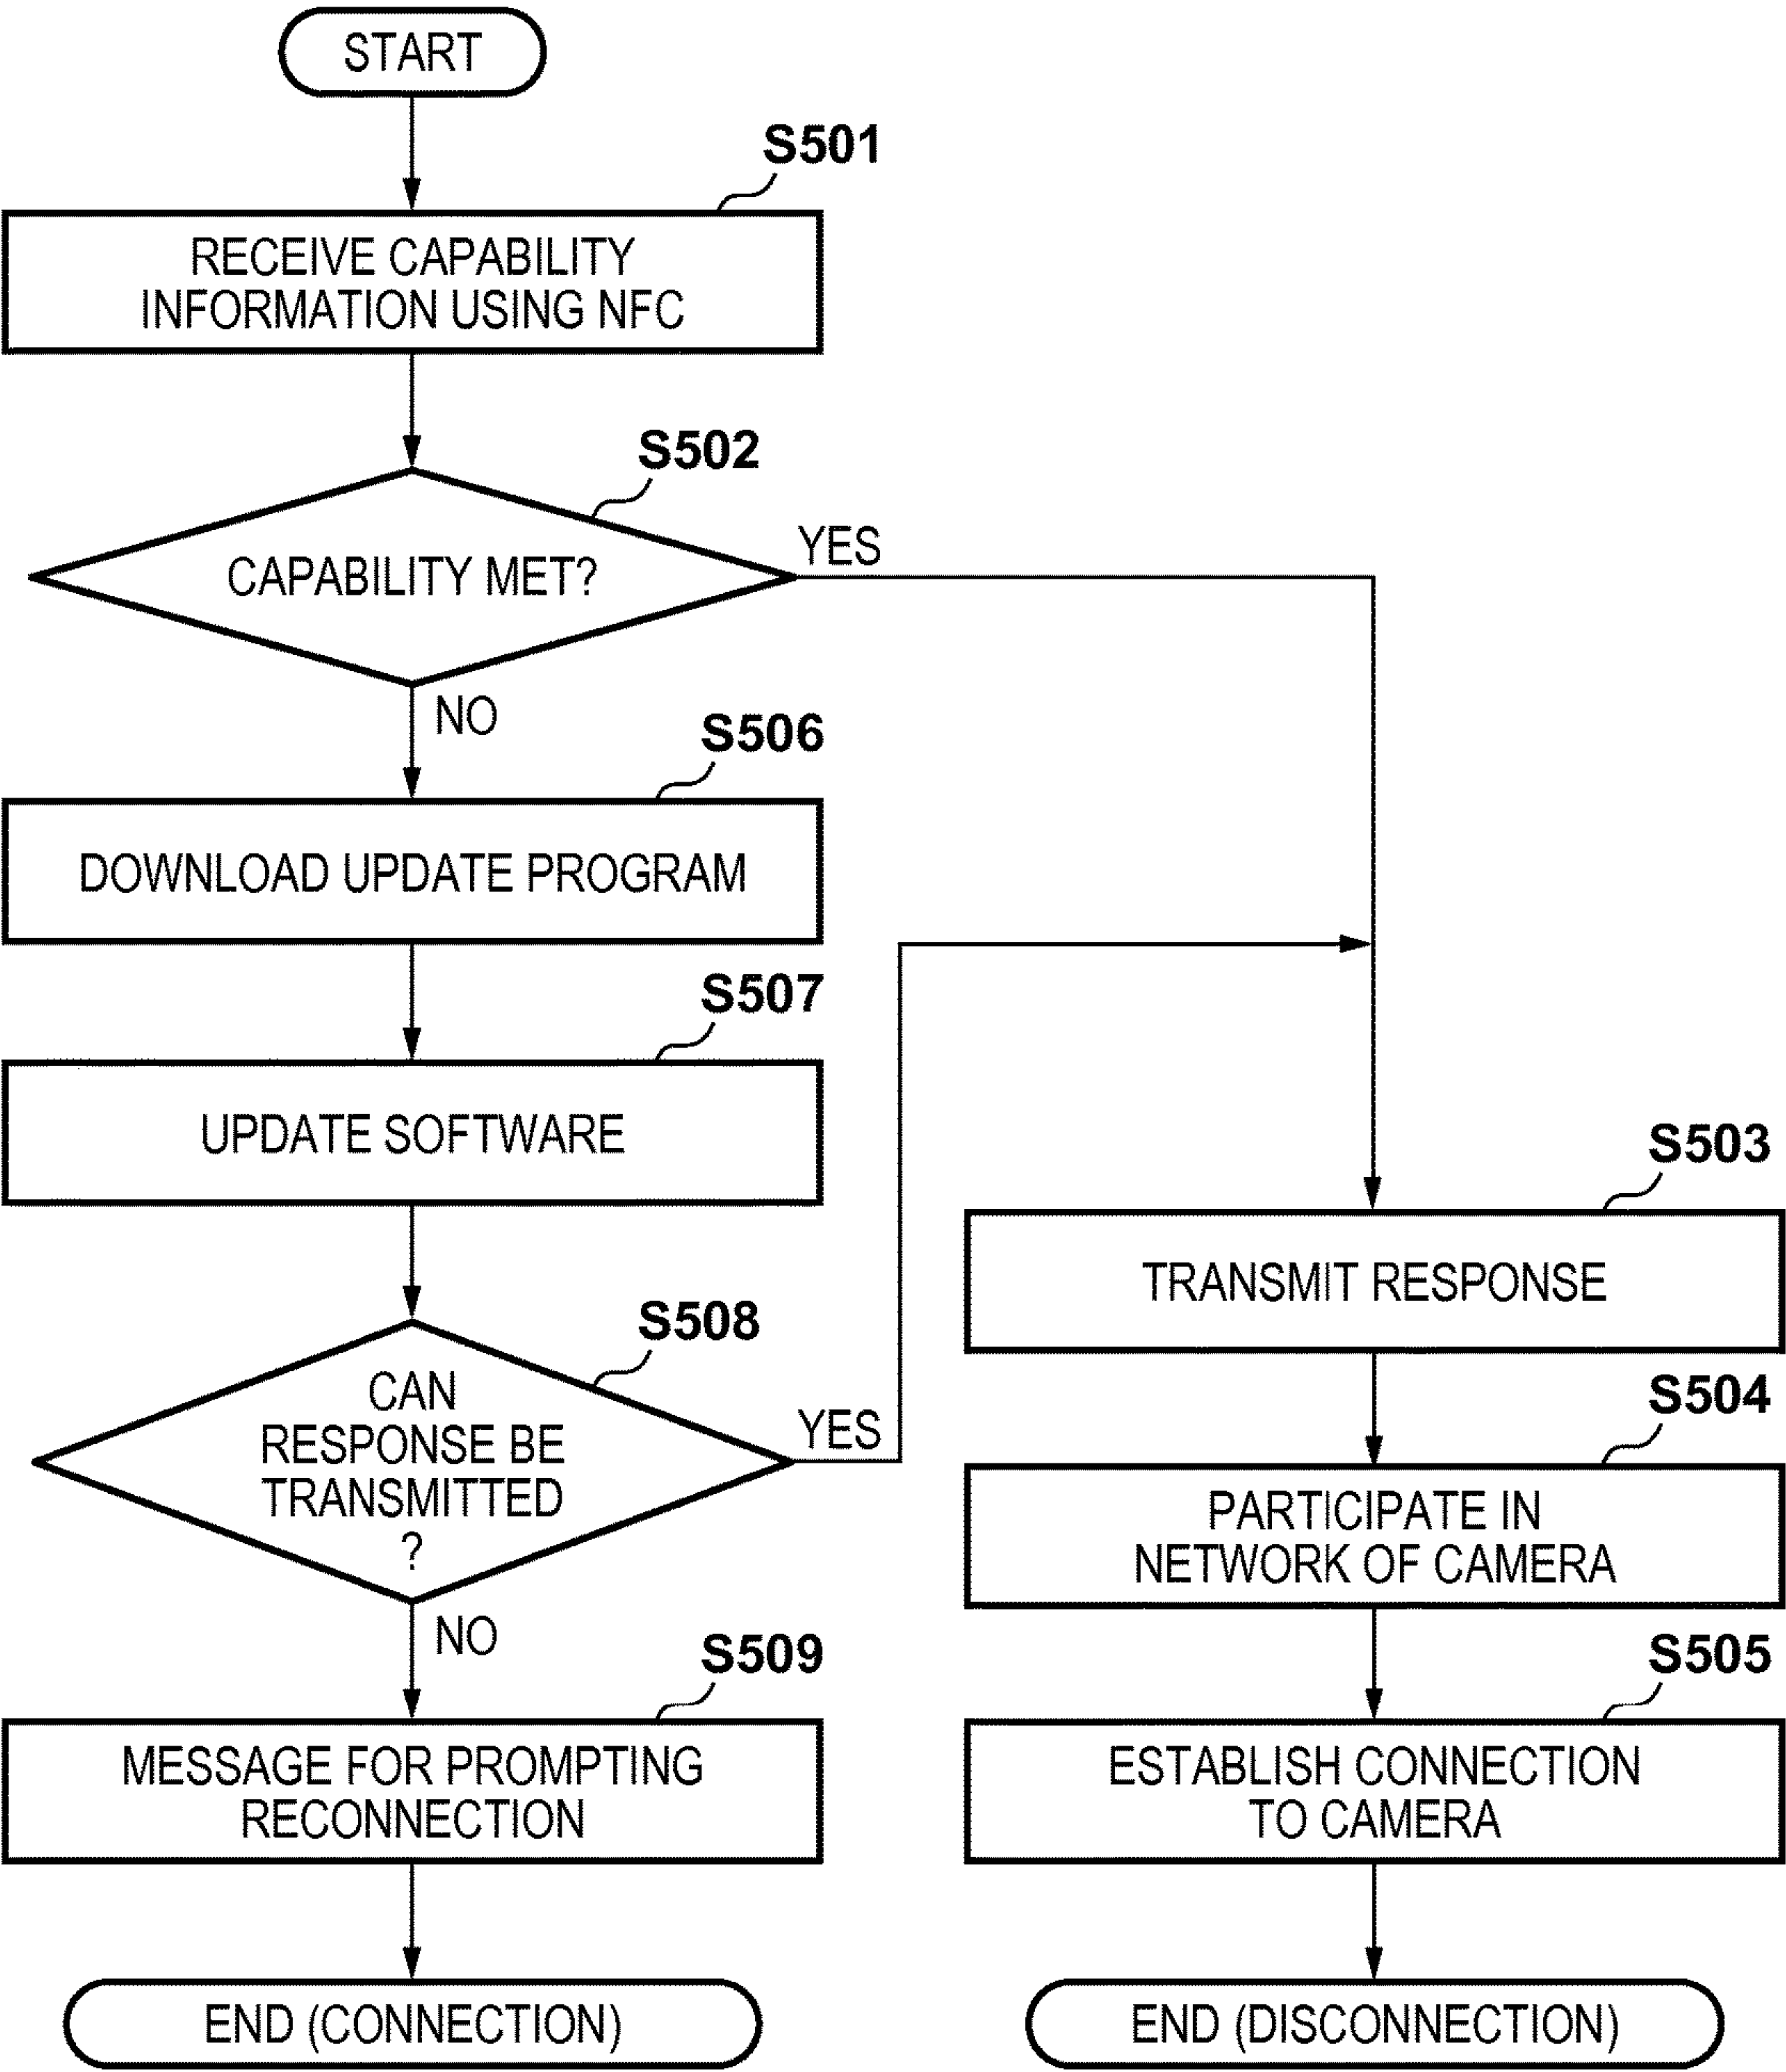 START
S501
RECEIVE CAPABILITY
INFORMATION USING NFC
S502
CAPABILITY MET?
YES
NO
S506
DOWNLOAD UPDATE PROGRAM
S507
UPDATE SOFTWARE
S508
CAN
RESPONSE BE
TRANSMITTED
?
YES
NO
S509
MESSAGE FOR PROMPTING
RECONNECTION
END (CONNECTION)
S503
TRANSMIT RESPONSE
S504
PARTICIPATE IN
NETWORK OF CAMERA
S505
ESTABLISH CONNECTION
TO CAMERA
END (DISCONNECTION)